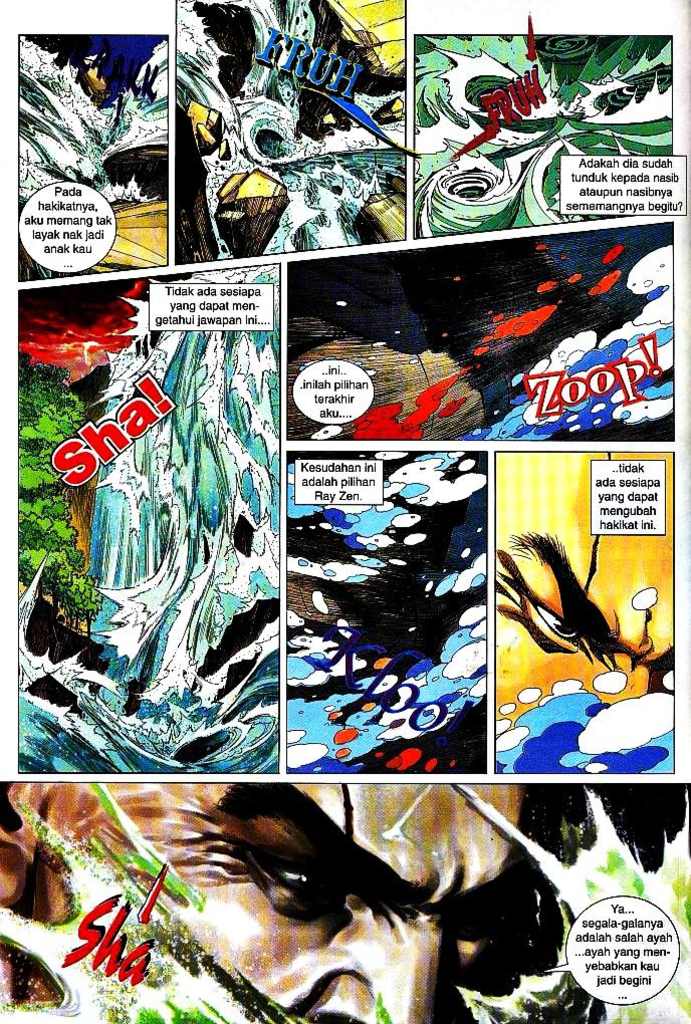 FRUH
FRUH
Pada
hakikatnya,
aku memang tak
layak nak jadi
anak kau
...
Adakah dia sudah
tunduk kepada nasib
ataupun nasibnya
sememangnya begitu?
Tidak ada sesiapa
yang dapat men-
getahui jawapan ini....
Sha!
..ini..
.inilah pilihan
terakhir
aku....
Zoop!
Kesudahan ini
adalah pilihan
Ray Zen.
..tidak
ada sesiapa
yang dapat
mengubah
hakikat ini.
Sha
Ya...
segala-galanya
adalah salah ayah
...ayah yang men-
yebabkan kau
jadi begini
...